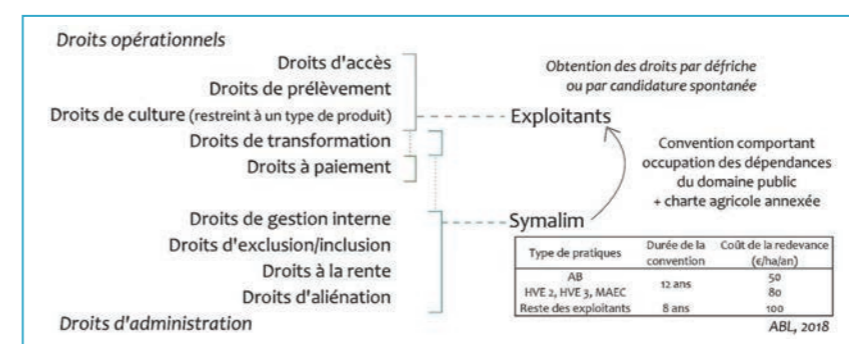 Droits opérationnels
Droits d'accès
Droits de prélèvement
Droits de culture (restreint à un type de produit)
Droits de transformation
Droits à paiement
Droits de gestion interne
Droits d'exclusion/inclusion
Droits à la rente
Droits d'aliénation
Droits d'administration
Obtention des droits par défriche
ou par candidature spontanée
Exploitants
Convention comportant
occupation des dépendances
du domaine public
+ charte agricole annexée
Symalim
Type de pratiques Durée de la convention Coût de la redevance (€/ha/an)
AB 12 ans 50
HVE 2, HVE 3, MAEC 80
Reste des exploitants 8 ans 100
ABL, 2018